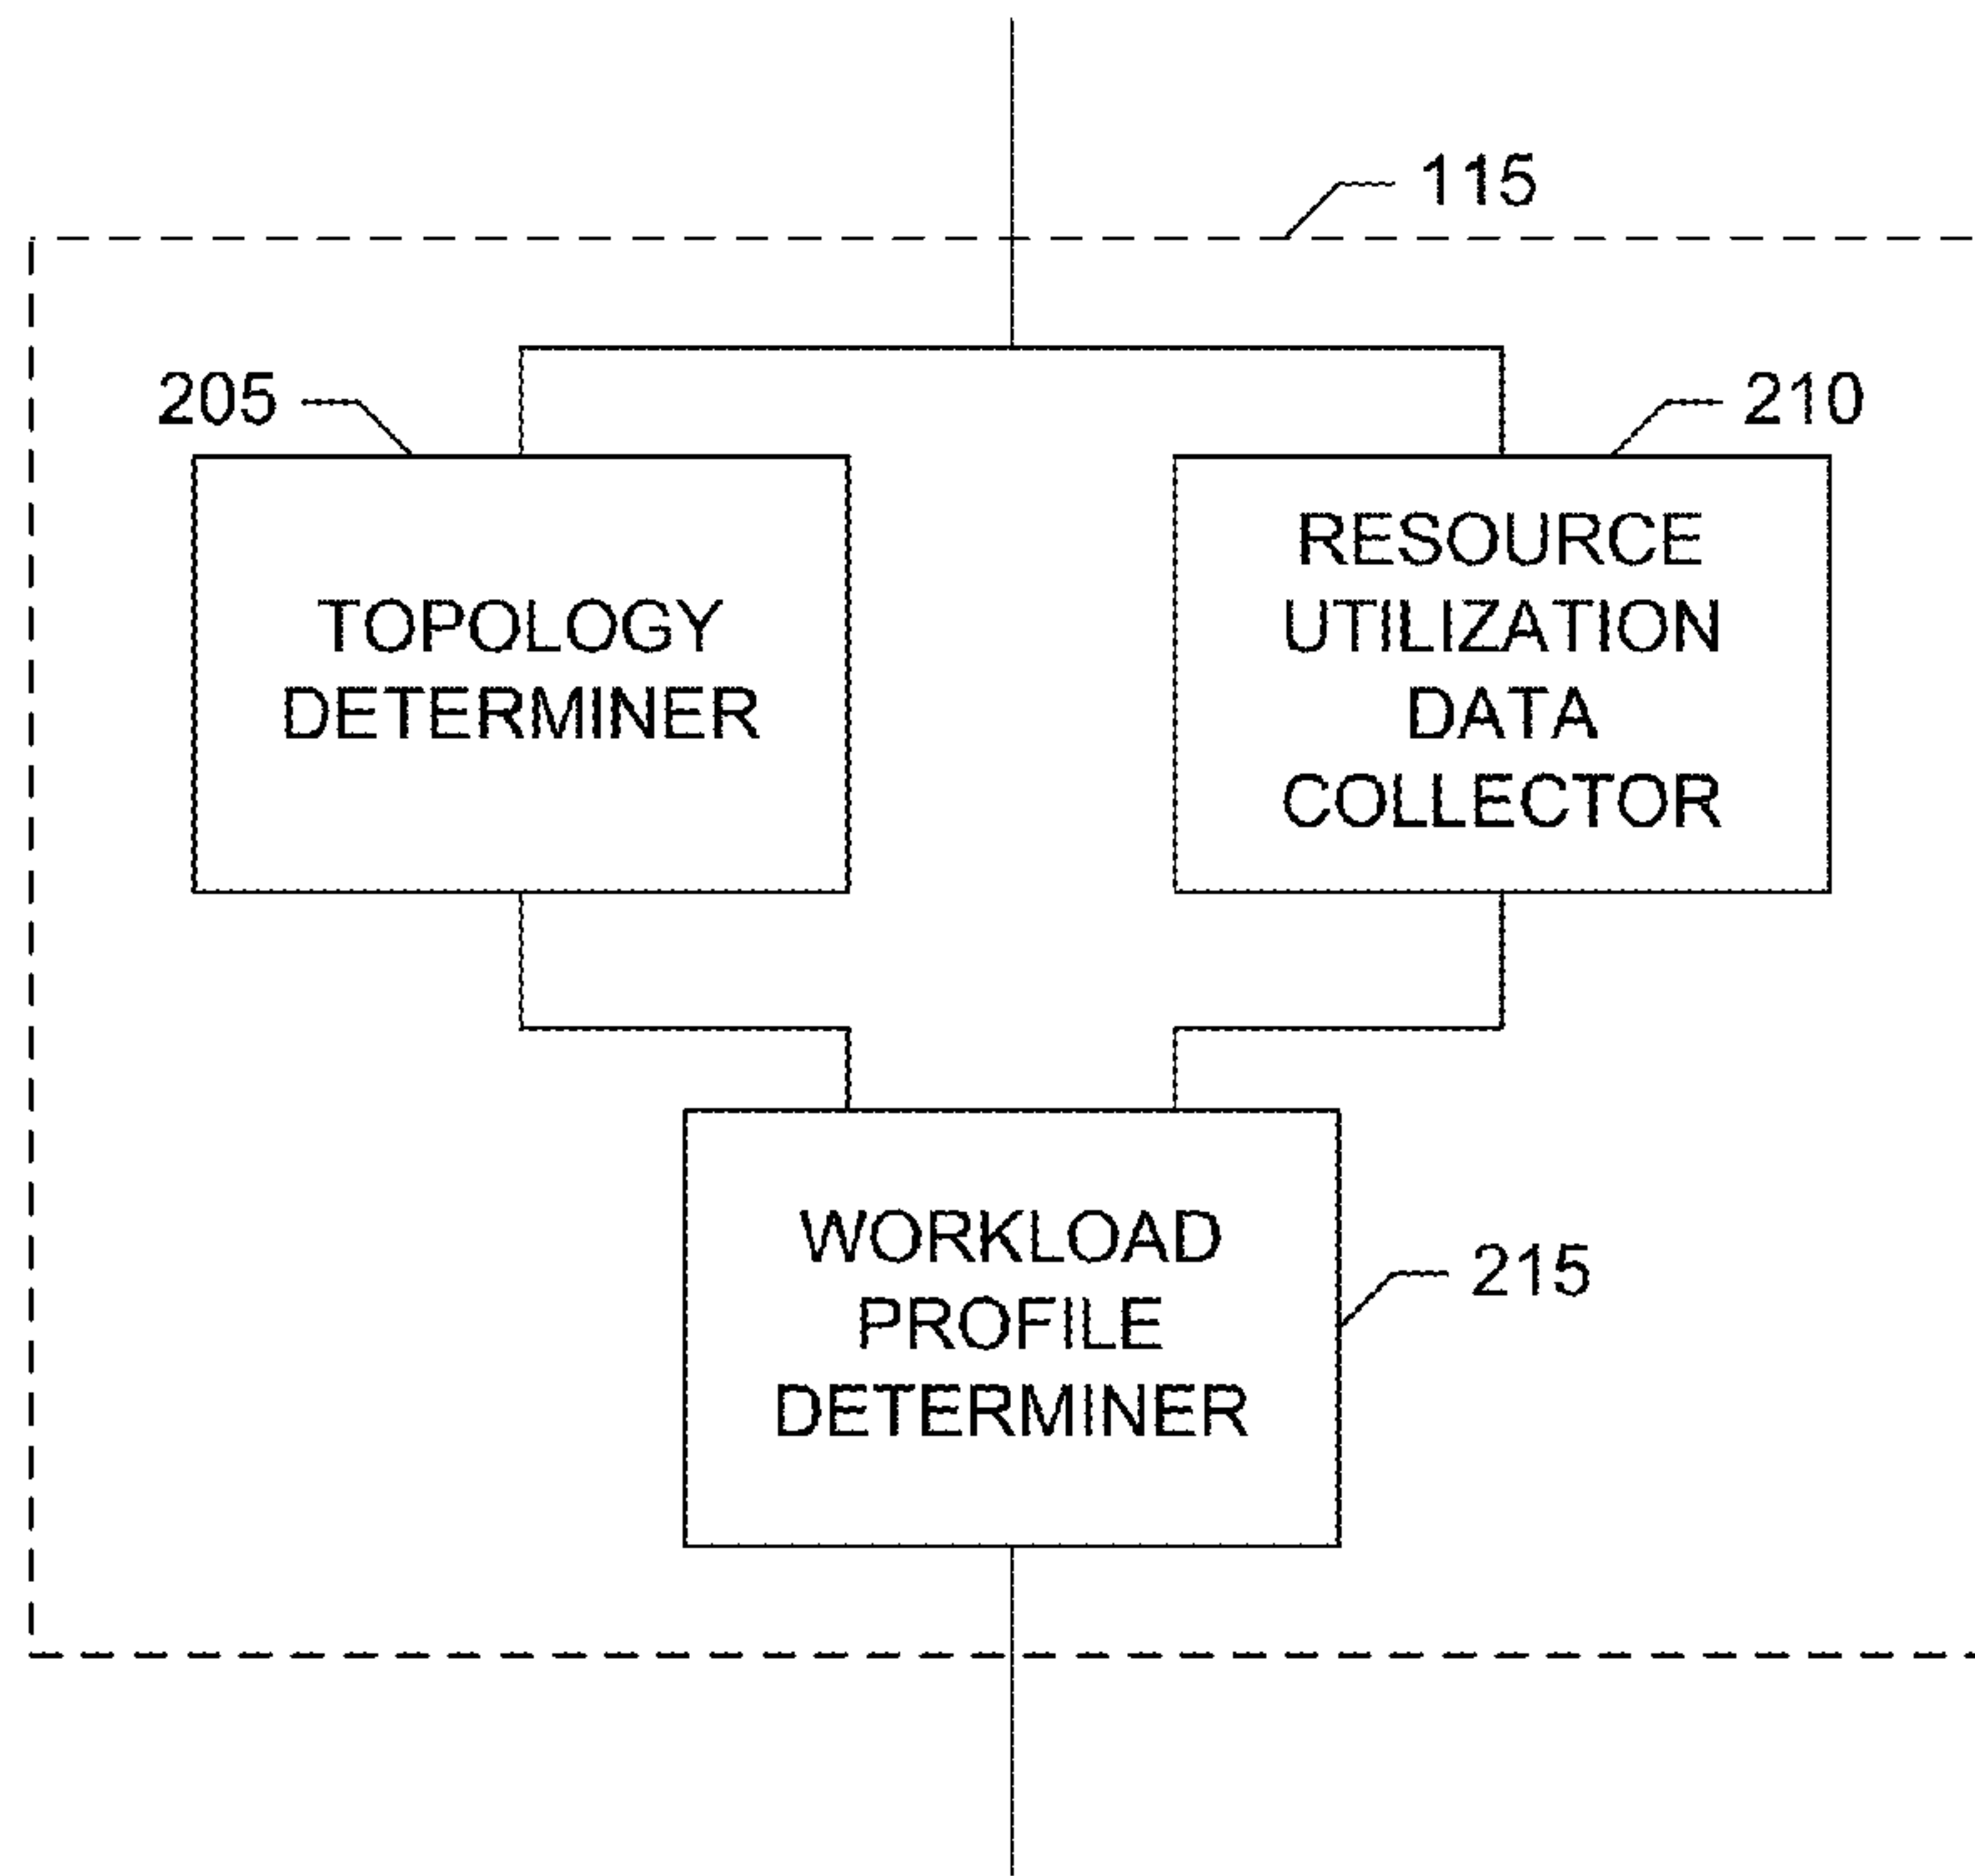 115
205
210
TOPOLOGY
DETERMINER
RESOURCE
UTILIZATION
DATA
COLLECTOR
WORKLOAD
PROFILE
DETERMINER
215